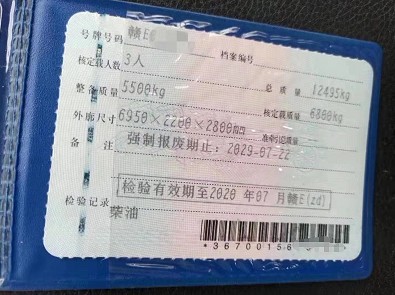 号牌号码 赣E 档案编号
核定载人数 3人 总质量 12495kg
整备质量 5500kg 核定载质量 6800kg
外廓尺寸 6950×2200×2800mm 准牵引总质量
备注 强制报废期止：2029-07-22
检验有效期至2020年07月赣E(zd)
检验记录
柴油
*36700156